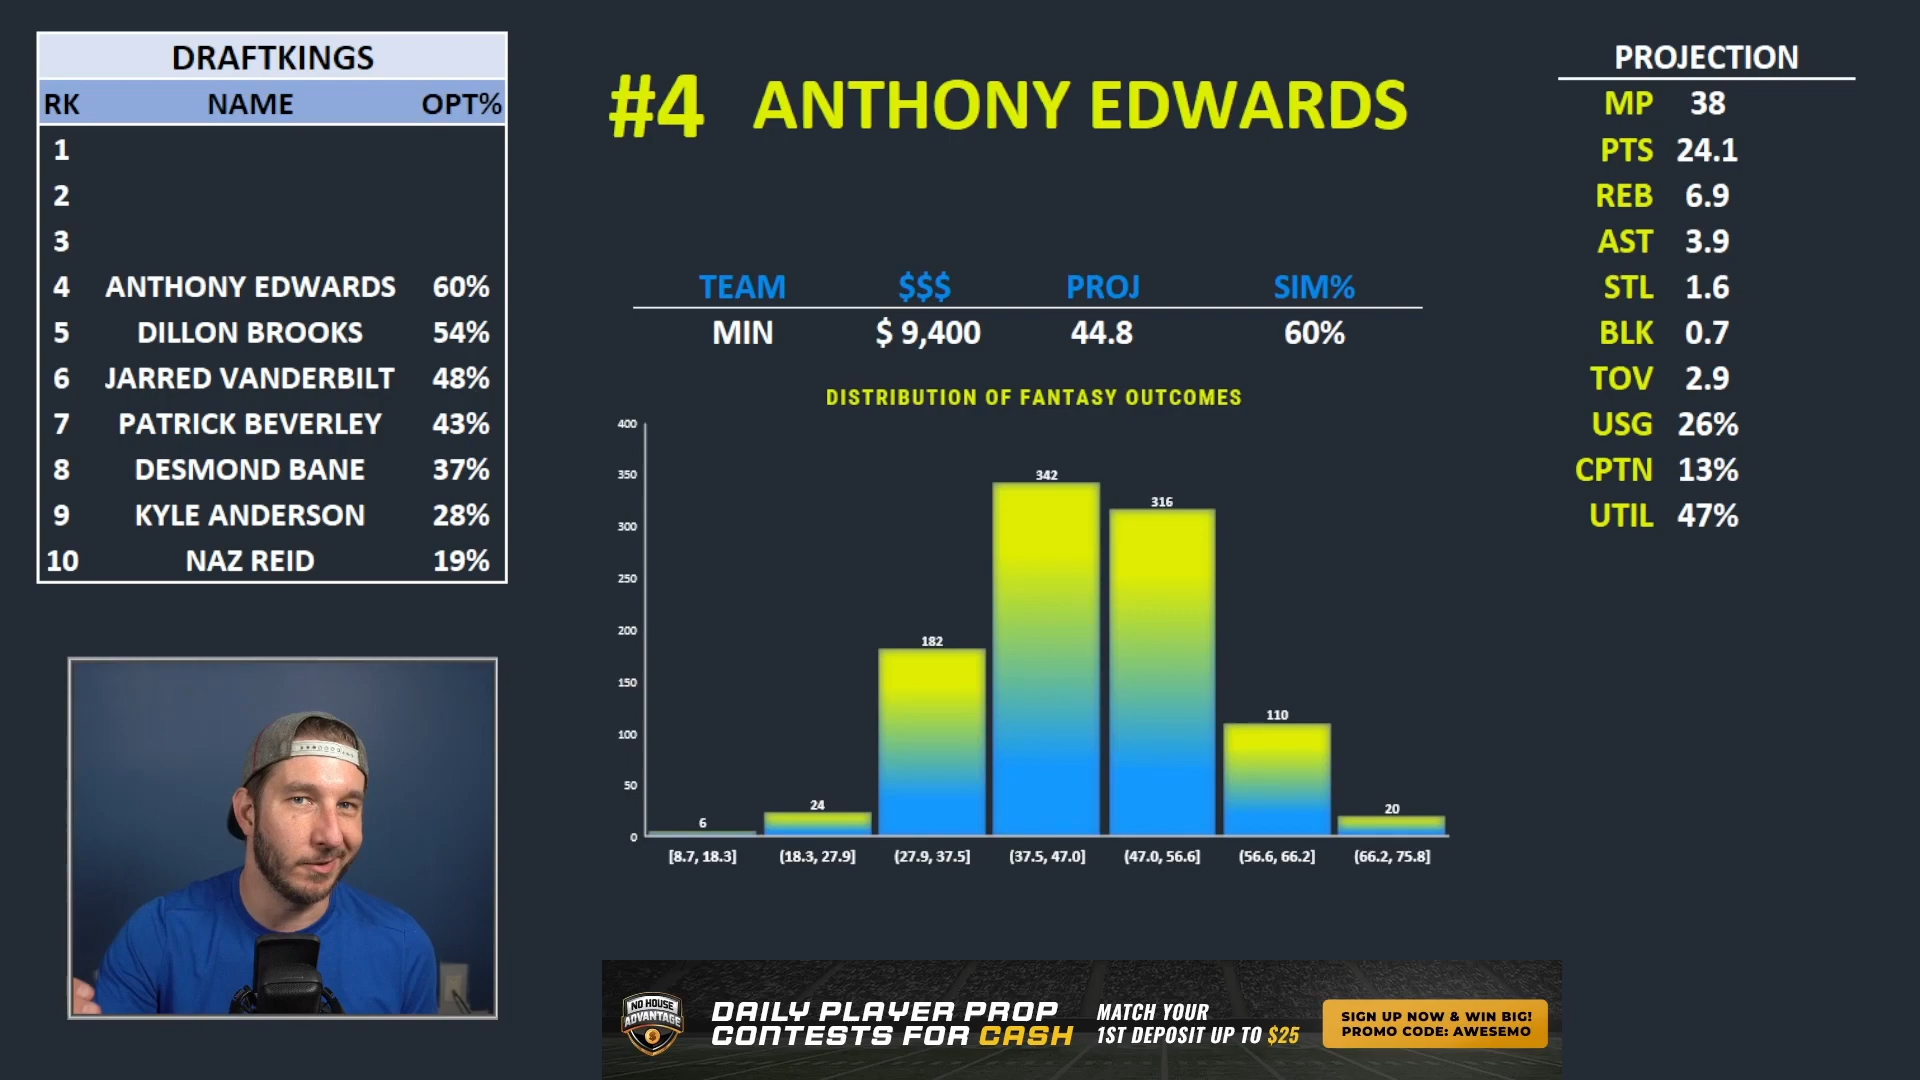 DRAFTKINGS
RK NAME OPT%
1
2
3
4 ANTHONY EDWARDS 60%
5 DILLON BROOKS 54%
6 JARRED VANDERBILT 48%
7 PATRICK BEVERLEY 43%
8 DESMOND BANE 37%
9 KYLE ANDERSON 28%
10 NAZ REID 19%
#4 ANTHONY EDWARDS
TEAM $$$ PROJ SIM%
MIN $ 9,400 44.8 60%
DISTRIBUTION OF FANTASY OUTCOMES
400
350
300
250
200
150
100
50
0
6 24 182 342 316 110 20
[8.7, 18.3] (18.3, 27.9] (27.9, 37.5] (37.5, 47.0] (47.0, 56.6] (56.6, 66.2] (66.2, 75.8]
PROJECTION
MP 38
PTS 24.1
REB 6.9
AST 3.9
STL 1.6
BLK 0.7
TOV 2.9
USG 26%
CPTN 13%
UTIL 47%
NO HOUSE
ADVANTAGE
DAILY PLAYER PROP
CONTESTS FOR CASH
MATCH YOUR
1ST DEPOSIT UP TO $25
SIGN UP NOW & WIN BIG!
PROMO CODE: AWESEMO